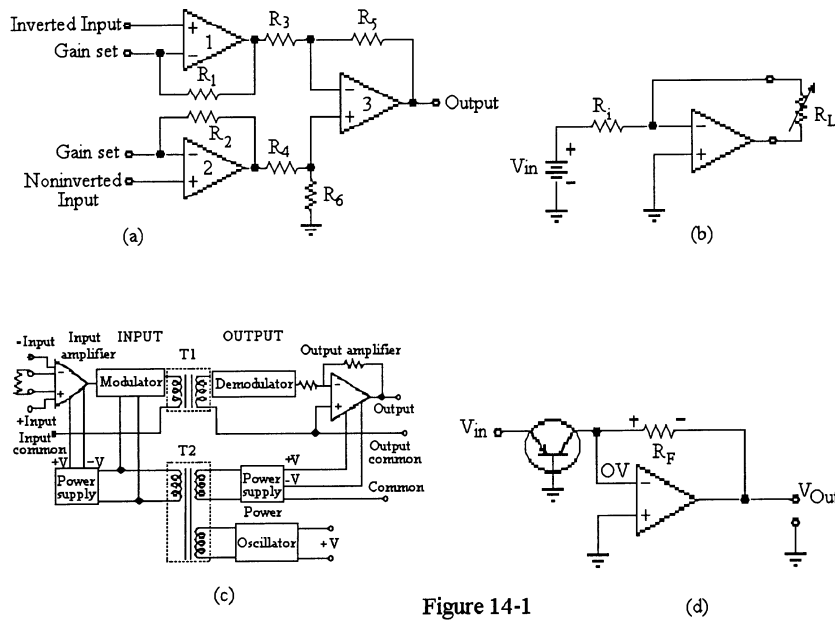 Inverted Input
Gain set
+
−
1
R1
R3
R5
−
+
3
Output
R2
Gain set
−
+
2
Noninverted
Input
R4
R6
(a)
Vin
+
−
Ri
−
+
RL
(b)
-Input
Input
amplifier
INPUT
OUTPUT
Output amplifier
T1
−
+
Modulator
Demodulator
−
+
Output
+Input
Input
common
+V
−V
T2
Output
common
Power
supply
+V
−V
Power
supply
Common
Power
Oscillator
+V
(c)
Vin
+ −
RF
OV
−
+
VOut
(d)
Figure 14-1